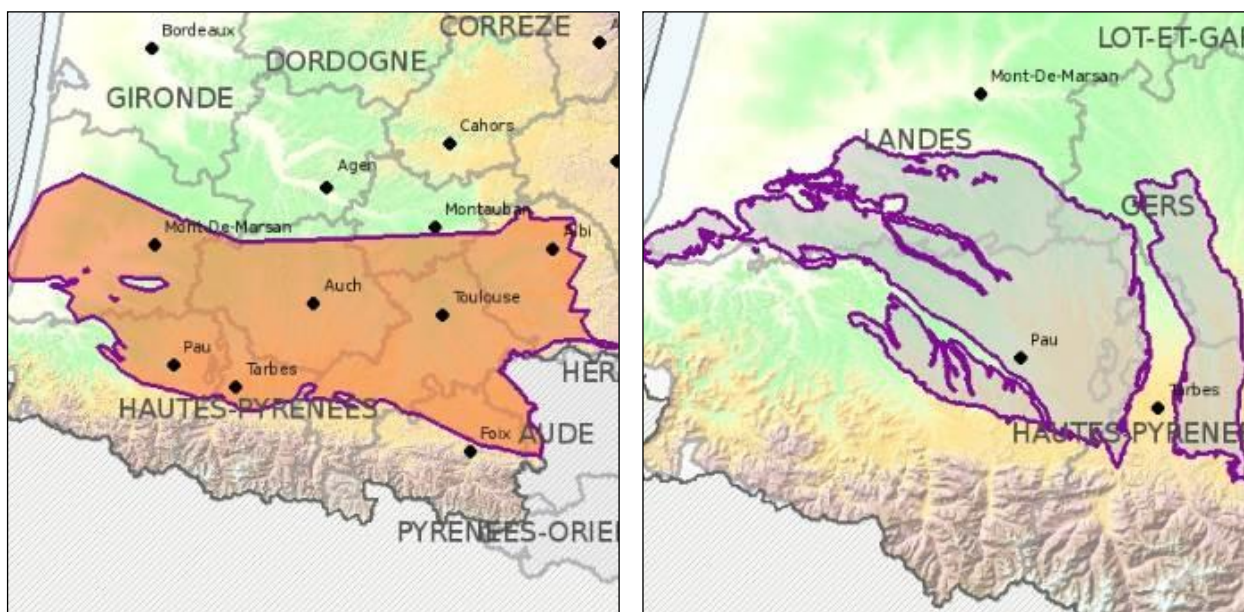 CORREZE
Bordeaux
DORDOGNE
GIRONDE
Cahors
Agen
Montauban
Mont-De-Marsan
Albi
Auch
Toulouse
Pau
Tarbes
HAUTES-PYRENEES
Foix
AUDE
PYRENEES-ORIE
LOT-ET-GA
Mont-De-Marsan
LANDES
GERS
Pau
Tarbes
HAUTES-PYRENE